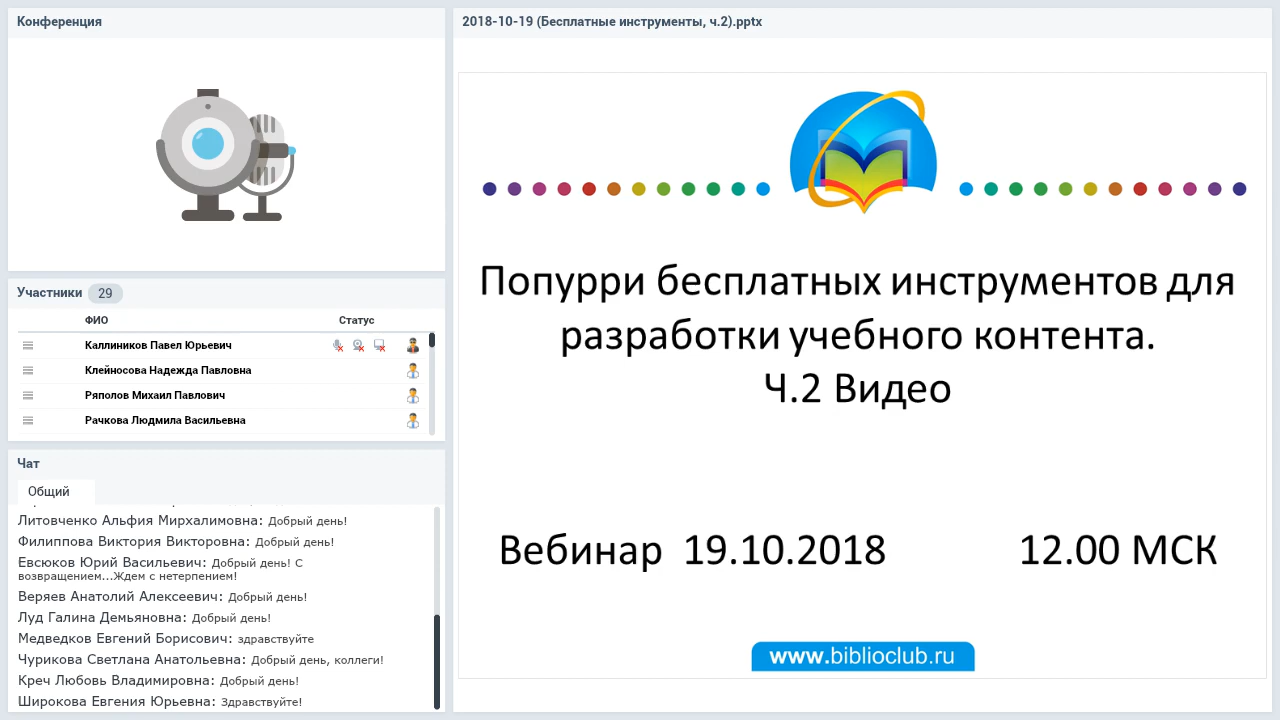 Конференция
Участники 29
ФИО Статус
Каллиников Павел Юрьевич
Клейносова Надежда Павловна
Ряполов Михаил Павлович
Рачкова Людмила Васильевна
Чат
Общий
Литовченко Альфия Мирхалимовна: Добрый день!
Филиппова Виктория Викторовна: Добрый день!
Евсюков Юрий Васильевич: Добрый день! С
возвращением...Ждем с нетерпением!
Веряев Анатолий Алексеевич: Добрый день!
Луд Галина Демьяновна: Добрый день!
Медведков Евгений Борисович: здравствуйте
Чурикова Светлана Анатольевна: Добрый день, коллеги!
Креч Любовь Владимировна: Добрый день!
Широкова Евгения Юрьевна: Здравствуйте!
2018-10-19 (Бесплатные инструменты, ч.2).pptx
Попурри бесплатных инструментов для
разработки учебного контента.
Ч.2 Видео
Вебинар 19.10.2018 12.00 МСК
www.biblioclub.ru